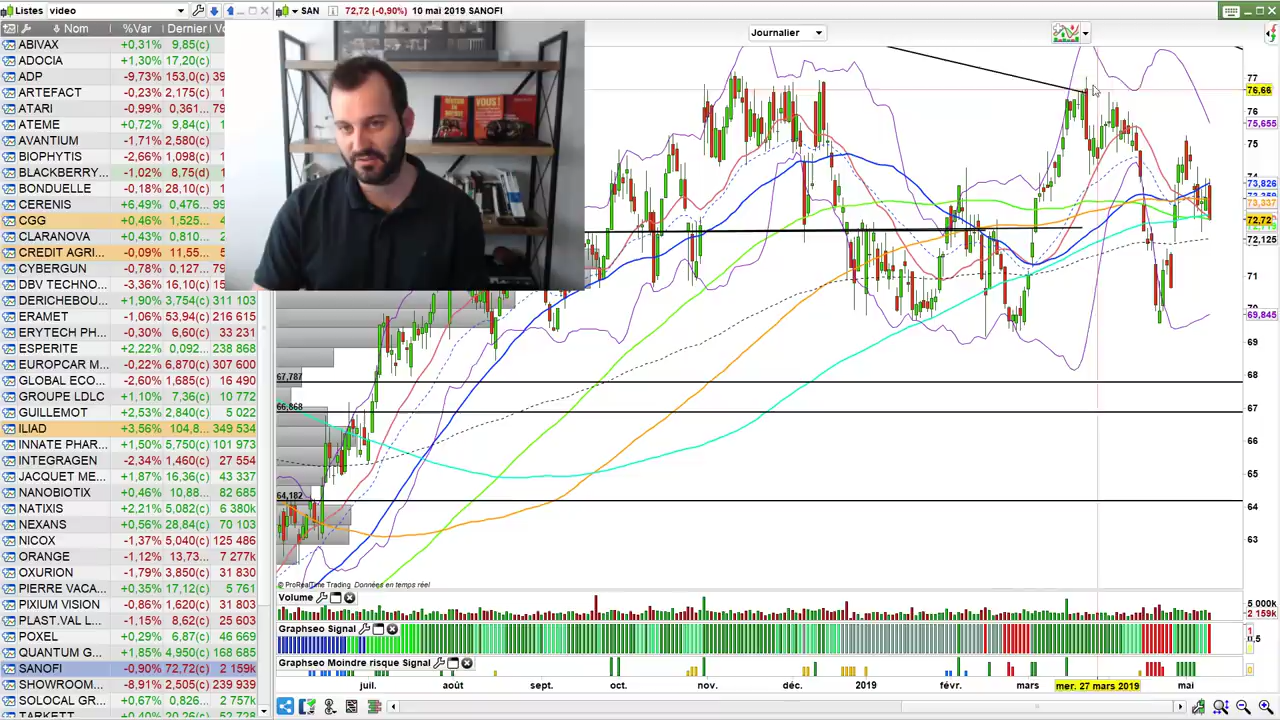 Listes video
SAN 72,72 (-0,90%) 10 mai 2019 SANOFI
Nom %Var Dernier Vo
Journalier
ABIVAX +0,31% 9,85(c)
ADOCIA +1,30% 17,20(c)
ADP -9,73% 153,0(c) 39
ARTEFACT -0,23% 2,175(c)
ATARI -0,99% 0,361...
ATEME +0,72% 9,84(c)
AVANTIUM -1,71% 2,580(c)
BIOPHYTIS -2,66% 1,098(c)
BLACKBERRY... -1,02% 8,75(d)
BONDUELLE -0,18% 28,10(c)
CERENIS +6,49% 0,476... 99
CGG +0,46% 1,525...
CLARANOVA +0,43% 0,810...
CREDIT AGRI... -0,09% 11,55...
CYBERGUN -0,78% 0,127...
DBV TECHNO... -3,36% 16,10(c)
DERICHEBOU... +1,90% 3,754(c) 311 103
ERAMET -1,06% 53,94(c) 216 615
ERYTECH PH... -0,30% 6,60(c) 33 231
ESPERITE +2,22% 0,092... 238 868
EUROPCAR M... -0,22% 6,870(c) 307 600
GLOBAL ECO... -2,60% 1,685(c) 16 490
GROUPE LDLC +1,10% 7,36(c) 10 772
GUILLEMOT +2,53% 2,840(c) 5 022
ILIAD +3,56% 104,8... 349 534
INNATE PHAR... +1,50% 5,750(c) 101 973
INTEGRAGEN -2,34% 1,460(c) 27 554
JACQUET ME... +1,87% 16,36(c) 43 337
NANOBIOTIX +0,46% 10,88... 82 685
NATIXIS +2,21% 5,082(c) 6 380k
NEXANS +0,56% 28,84(c) 70 103
NICOX -1,37% 5,040(c) 125 486
ORANGE -1,12% 13,73... 7 277k
OXURION -1,79% 3,850(c) 31 830
PIERRE VACA... +0,35% 17,12(c) 5 761
PIXIUM VISION -0,86% 1,620(c) 31 803
PLAST.VAL L... -1,15% 8,62(c) 25 603
POXEL +0,29% 6,87(c) 46 669
QUANTUM G... +1,85% 4,950(c) 168 685
SANOFI -0,90% 72,72(c) 2 159k
SHOWROOM... -8,91% 2,505(c) 239 939
SOLOCAL GR... +0,67% 0,826... 2 757k
TARKETT +0,40% 20,26(c) 52 728
VOUS !
77
76,66
75,655
75
73,826
73,337
72,72
72,125
71
70
69,845
69
68
67
66
65
64
63
67,787
66,868
64,182
© ProRealTime Trading Données en temps réel
Volume
5 000k
2 159k
Graphseo Signal
1
0,5
Graphseo Moindre risque Signal
juil. août sept. oct. nov. déc. 2019 févr. mars mer. 27 mars 2019 mai